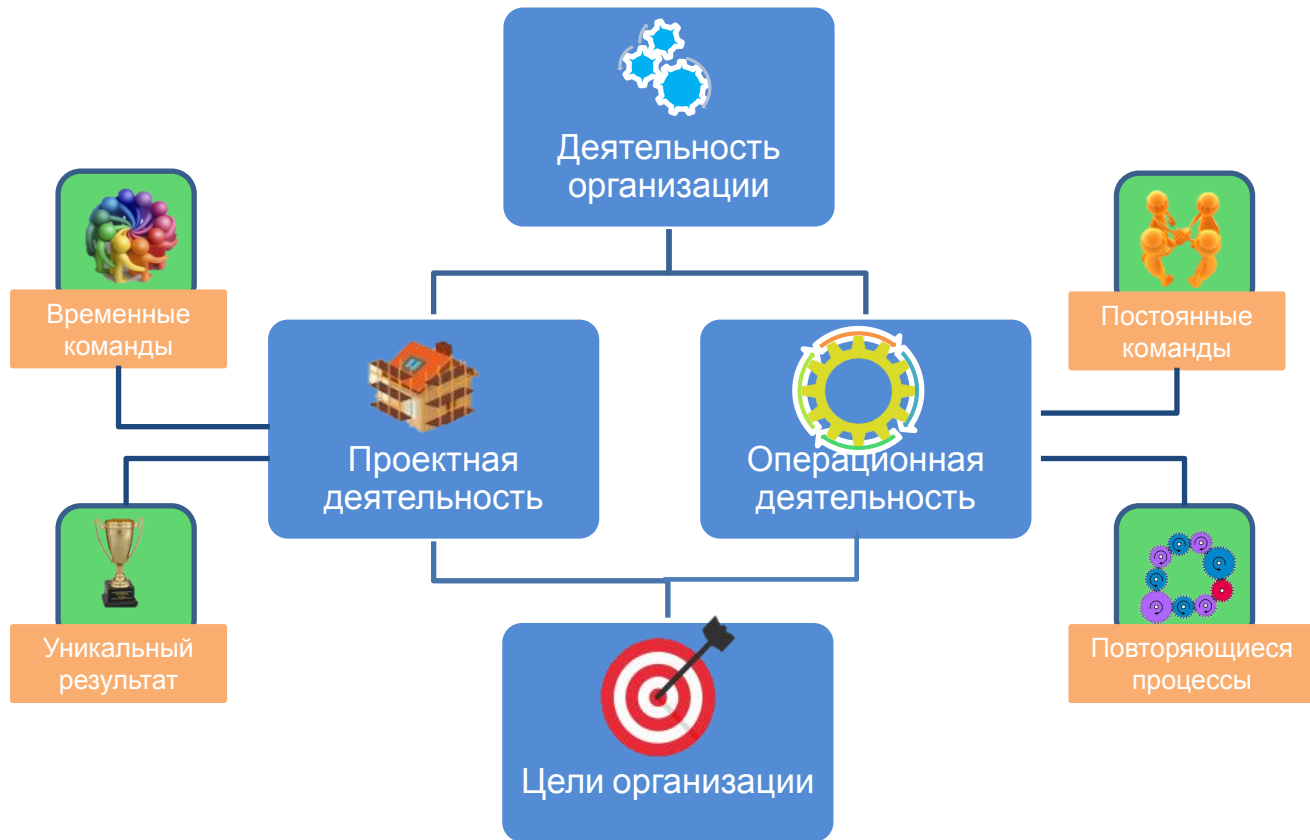 Деятельность
организации
Временные
команды
Постоянные
команды
Проектная
деятельность
Операционная
деятельность
Уникальный
результат
Повторяющиеся
процессы
Цели организации